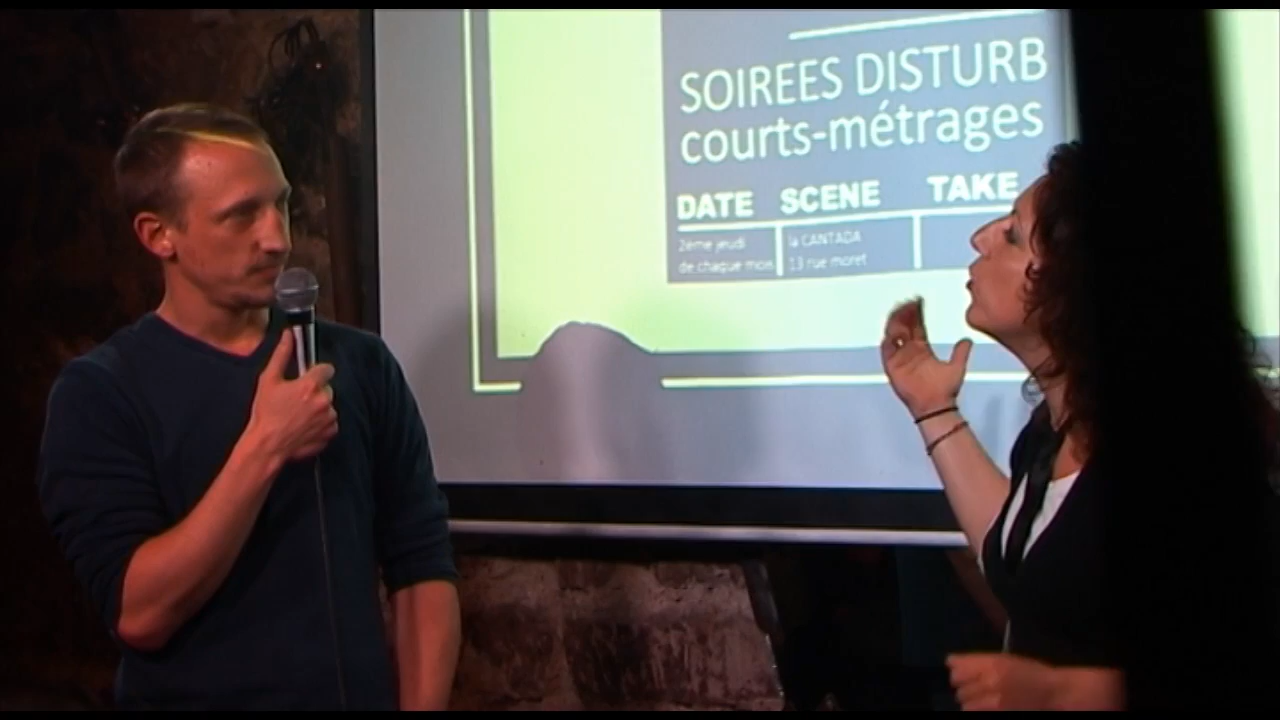 SOIREES DISTURB
courts-métrages
DATE SCENE TAKE
2ème jeudi la CANTADA
de chaque mois 13 rue moret